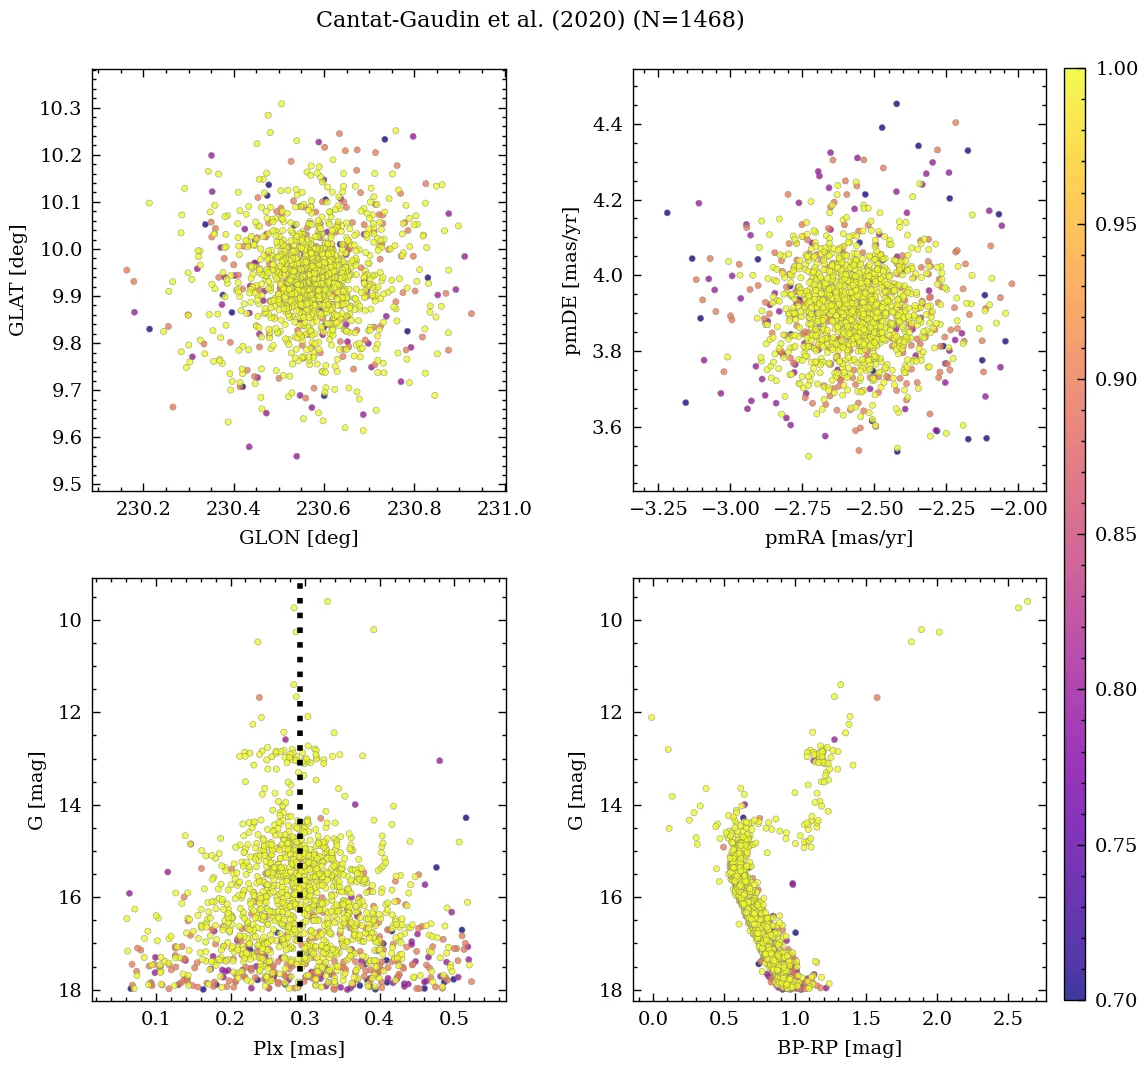 Cantat-Gaudin et al. (2020) (N=1468)
10.3
10.2
10.1
10.0
9.9
9.8
9.7
9.6
9.5
GLAT [deg]
230.2 230.4 230.6 230.8 231.0
GLON [deg]
4.4
4.2
4.0
3.8
3.6
pmDE [mas/yr]
−3.25 −3.00 −2.75 −2.50 −2.25 −2.00
pmRA [mas/yr]
10
12
14
16
18
G [mag]
0.1 0.2 0.3 0.4 0.5
Plx [mas]
10
12
14
16
18
G [mag]
0.0 0.5 1.0 1.5 2.0 2.5
BP-RP [mag]
1.00
0.95
0.90
0.85
0.80
0.75
0.70